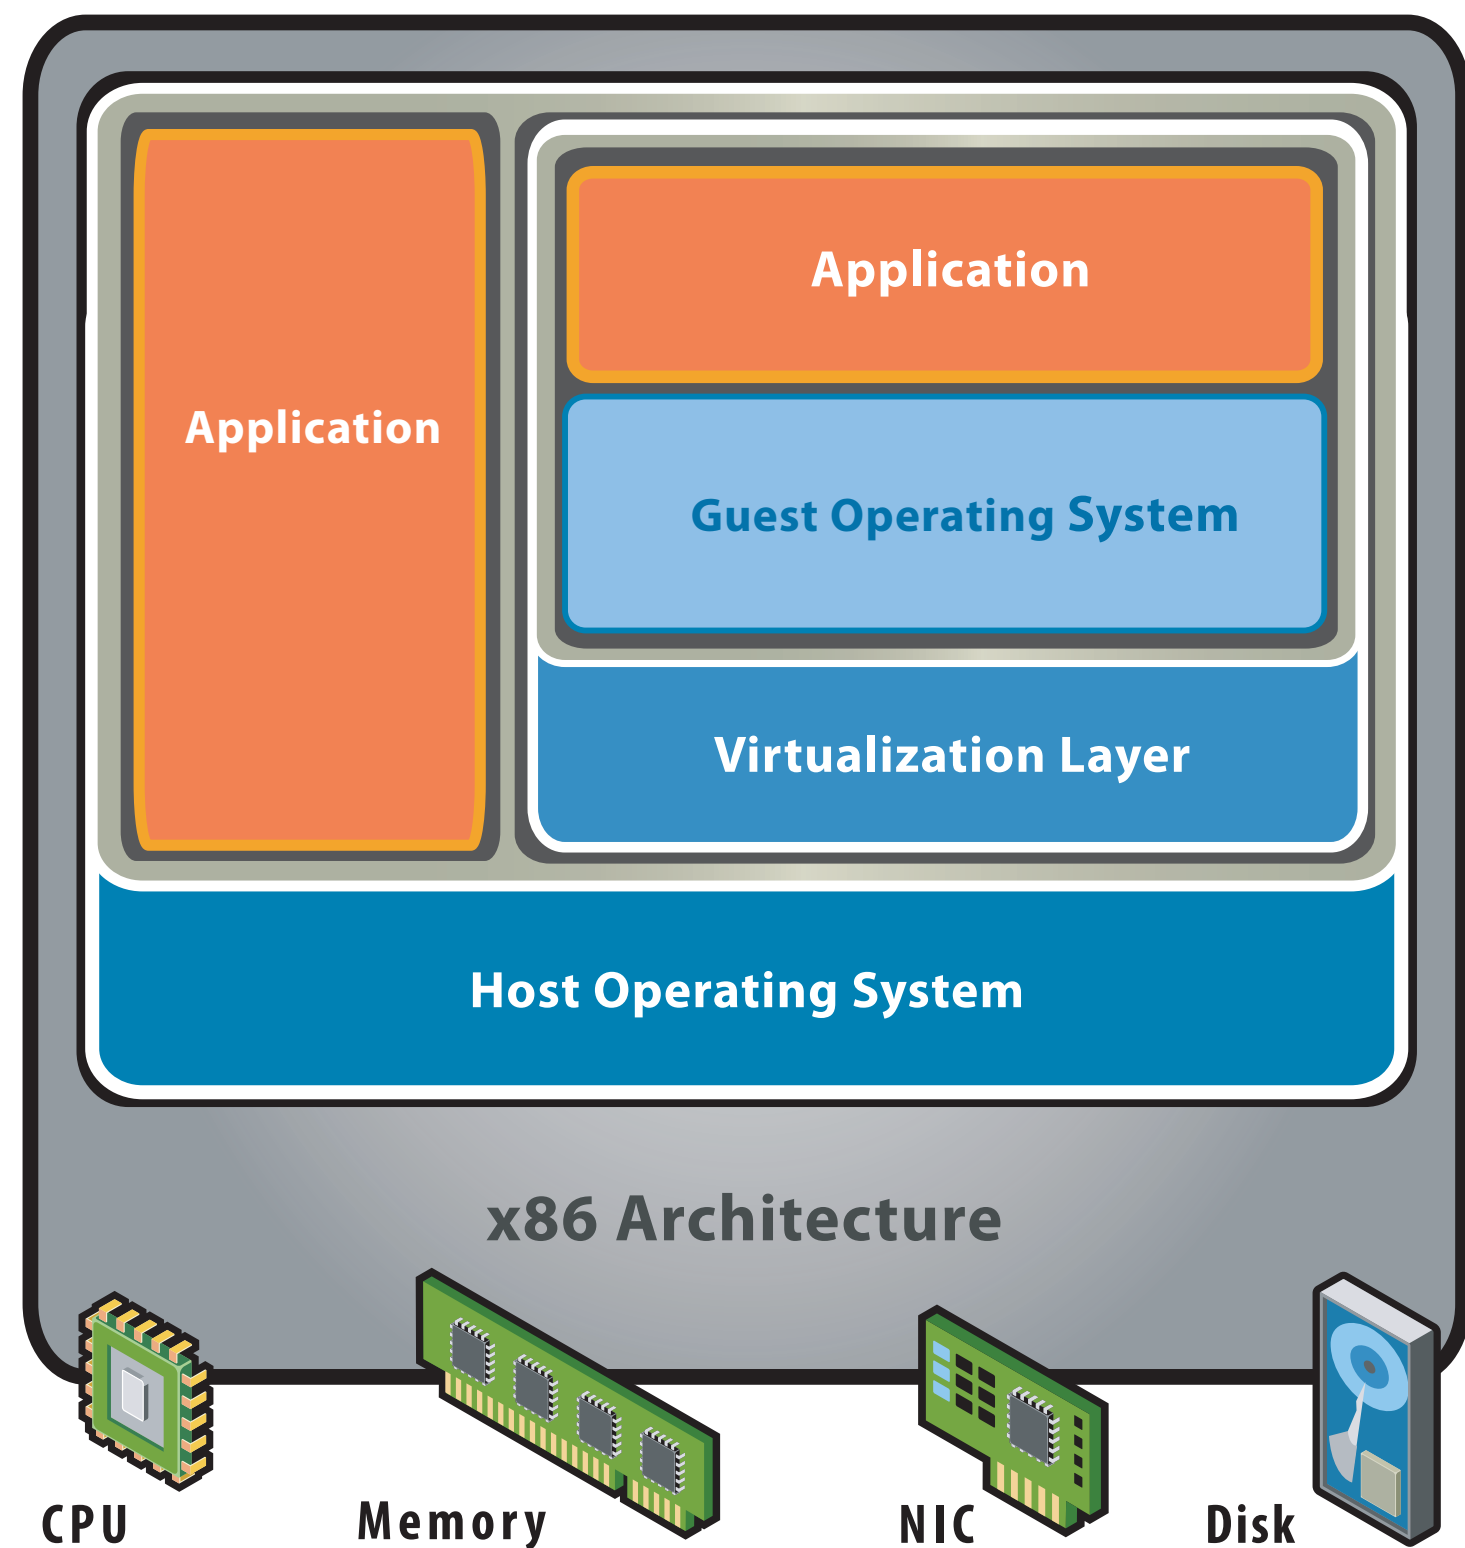 Application
Application
Guest Operating System
Virtualization Layer
Host Operating System
x86 Architecture
CPU
Memory
NIC
Disk